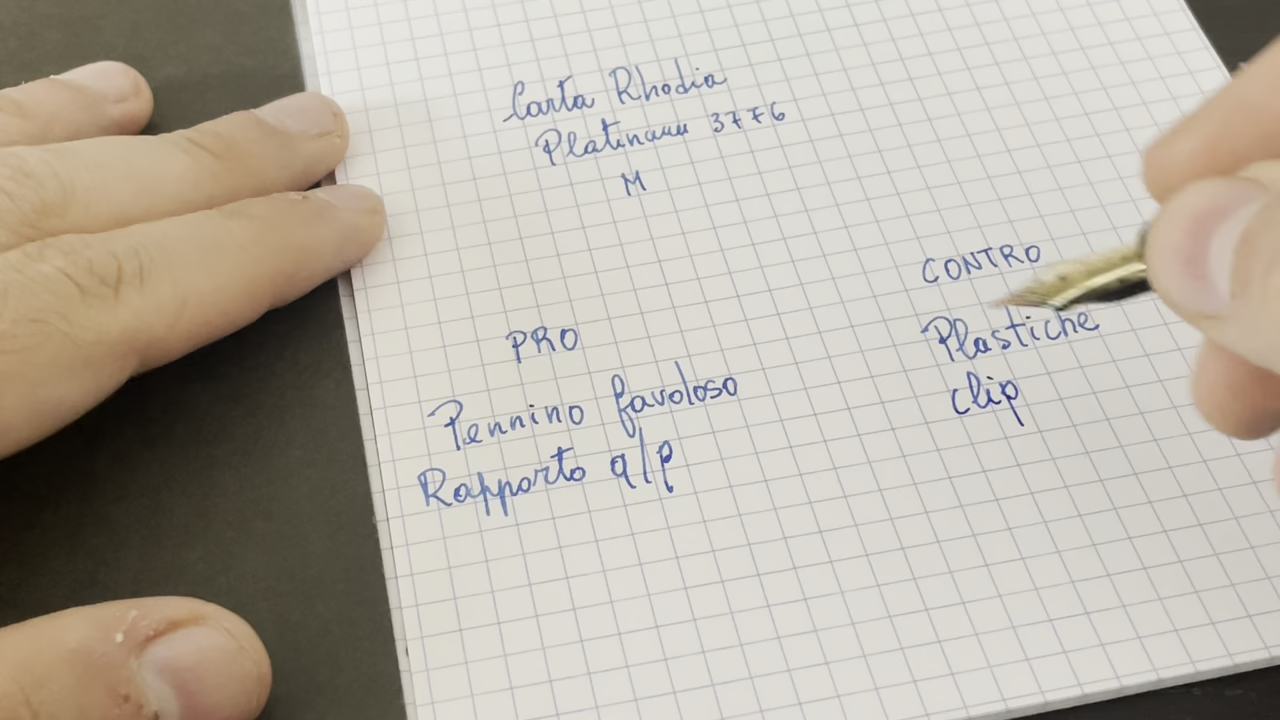 Carta Rhodia
Platinum 3776
M
PRO
Pennino favoloso
Rapporto q/p
CONTRO
Plastiche
clip